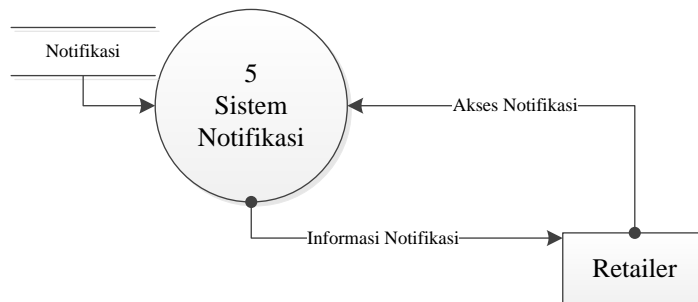 Notifikasi
5
Sistem
Notifikasi
Akses Notifikasi
Informasi Notifikasi
Retailer